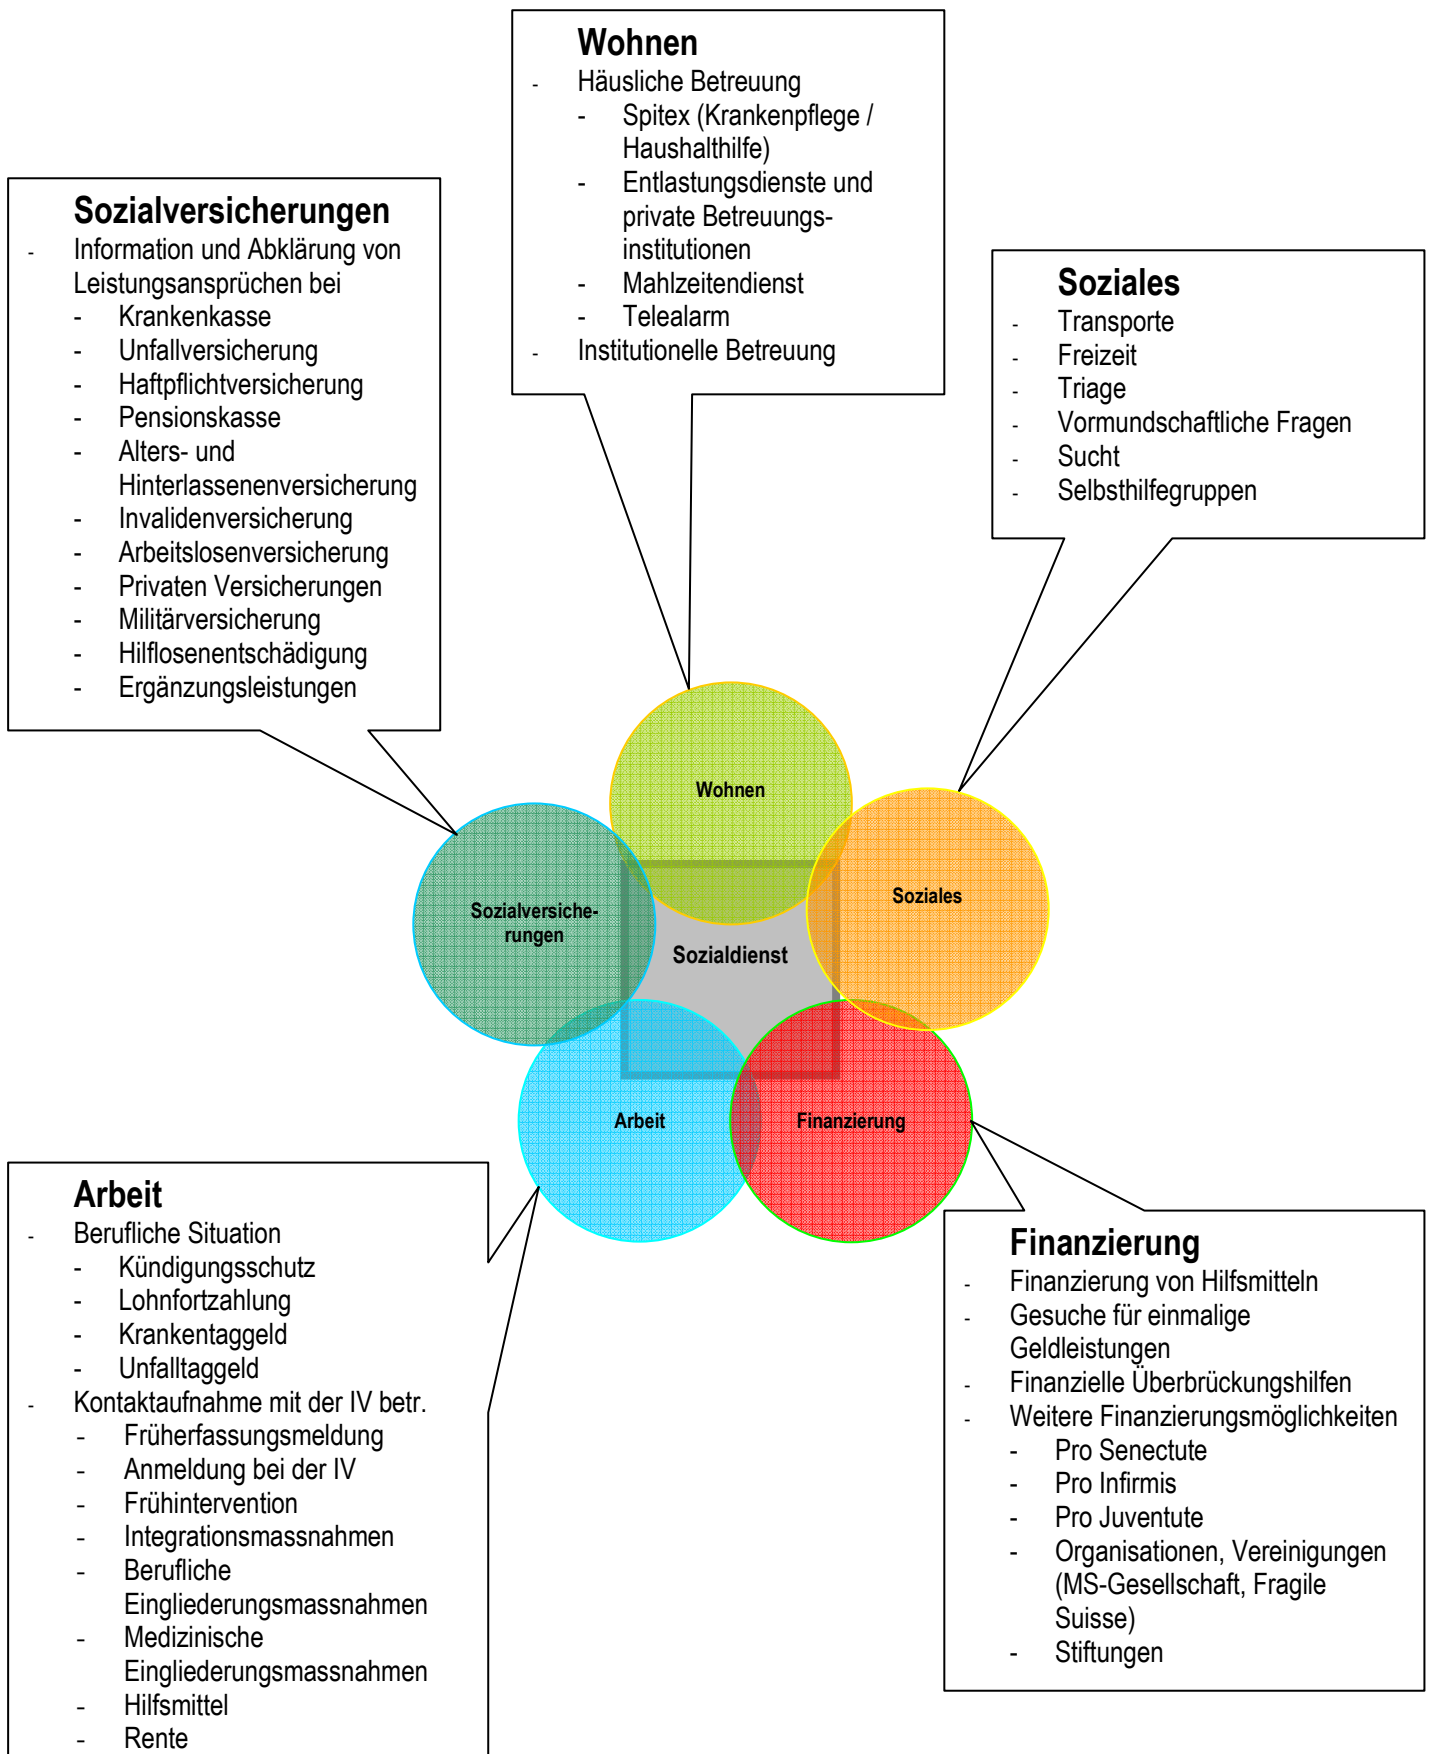 Wohnen
- Häusliche Betreuung
- Spitex (Krankenpflege /
Haushalthilfe)
- Entlastungsdienste und
private Betreuungs-
institutionen
- Mahlzeitendienst
- Telealarm
- Institutionelle Betreuung
Sozialversicherungen
- Information und Abklärung von
Leistungsansprüchen bei
- Krankenkasse
- Unfallversicherung
- Haftpflichtversicherung
- Pensionskasse
- Alters- und
Hinterlassenenversicherung
- Invalidenversicherung
- Arbeitslosenversicherung
- Privaten Versicherungen
- Militärversicherung
- Hilflosenentschädigung
- Ergänzungsleistungen
Soziales
- Transporte
- Freizeit
- Triage
- Vormundschaftliche Fragen
- Sucht
- Selbsthilfegruppen
Wohnen
Soziales
Sozialversiche-
rungen
Sozialdienst
Arbeit
Finanzierung
Arbeit
- Berufliche Situation
- Kündigungsschutz
- Lohnfortzahlung
- Krankentaggeld
- Unfalltaggeld
- Kontaktaufnahme mit der IV betr.
- Früherfassungsmeldung
- Anmeldung bei der IV
- Frühintervention
- Integrationsmassnahmen
- Berufliche
Eingliederungsmassnahmen
- Medizinische
Eingliederungsmassnahmen
- Hilfsmittel
- Rente
Finanzierung
- Finanzierung von Hilfsmitteln
- Gesuche für einmalige
Geldleistungen
- Finanzielle Überbrückungshilfen
- Weitere Finanzierungsmöglichkeiten
- Pro Senectute
- Pro Infirmis
- Pro Juventute
- Organisationen, Vereinigungen
(MS-Gesellschaft, Fragile
Suisse)
- Stiftungen